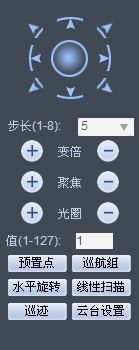 步长(1-8): 5
变倍
聚焦
光圈
值(1-127): 1
预置点 巡航组
水平旋转 线性扫描
巡迹 云台设置